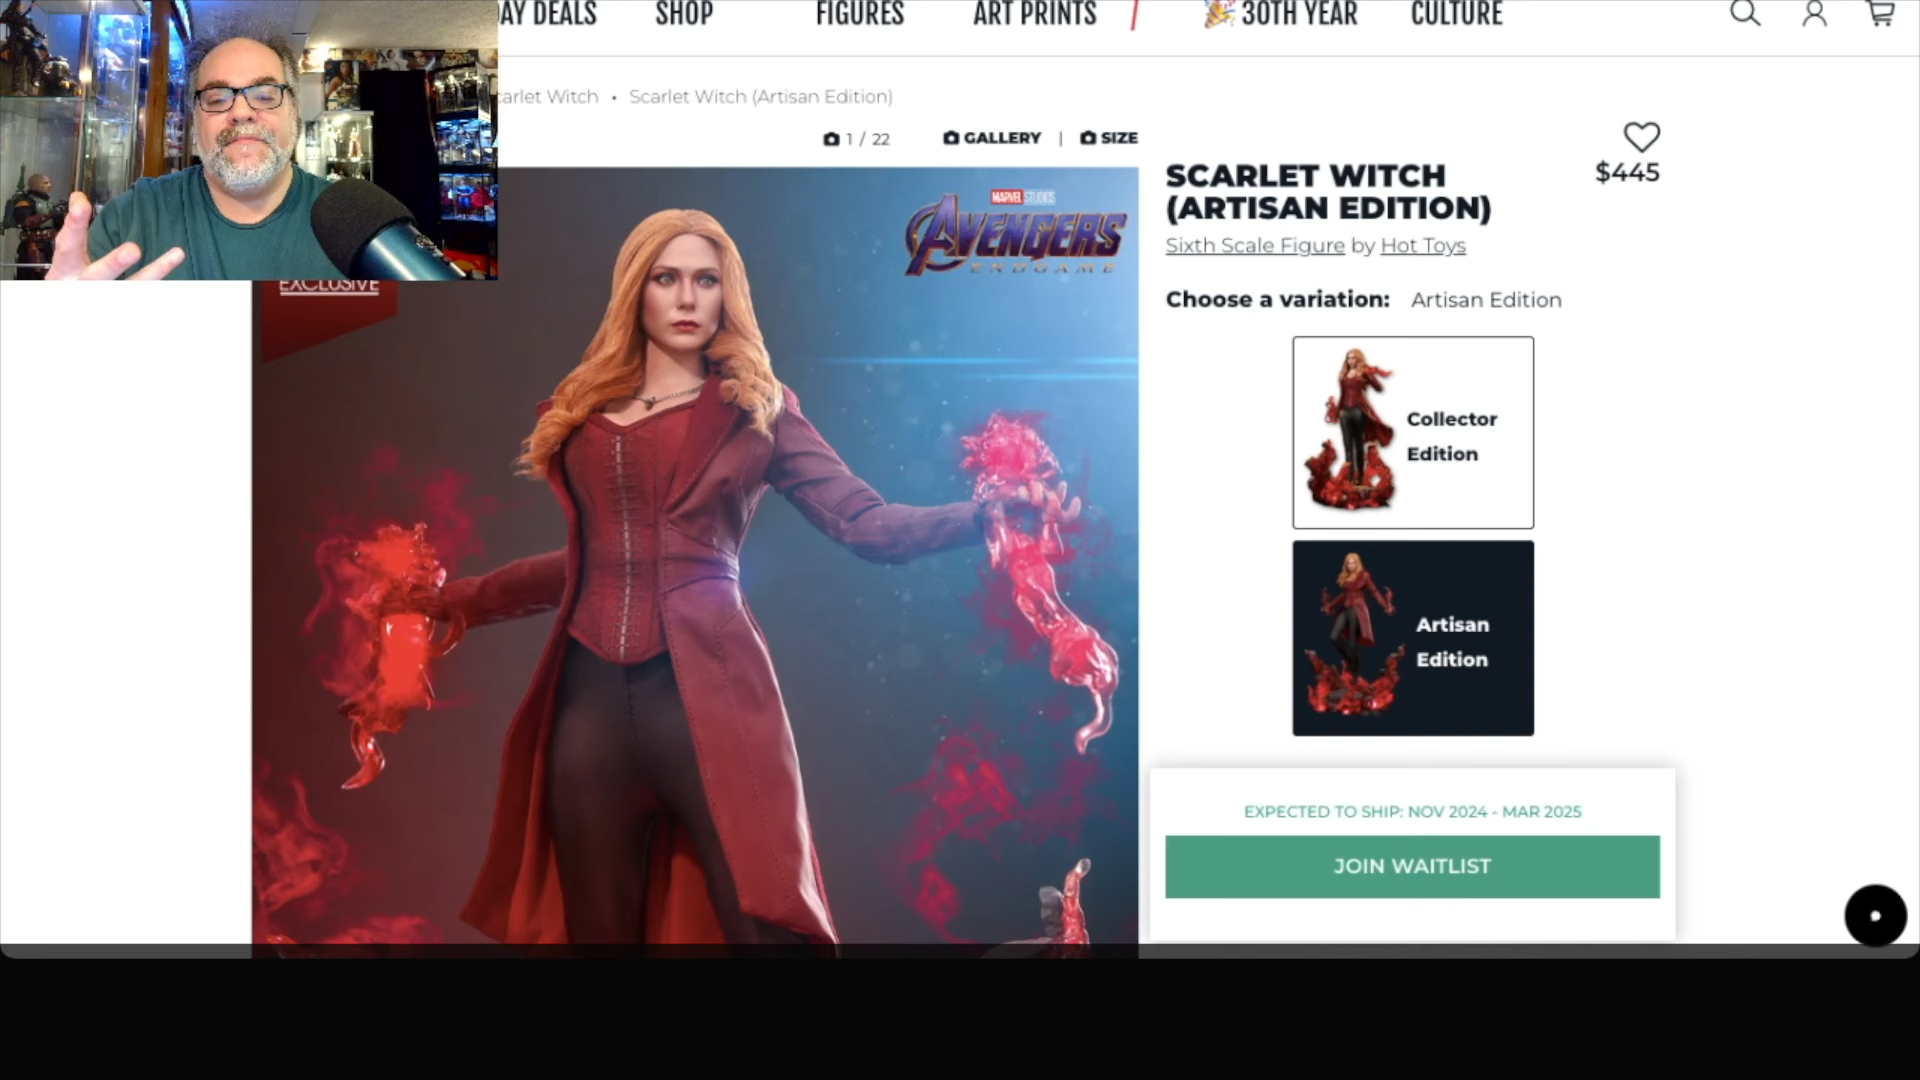 AY DEALS
SHOP
FIGURES
ART PRINTS
/
30TH YEAR
CULTURE
carlet Witch • Scarlet Witch (Artisan Edition)
1 / 22
GALLERY | SIZE
$445
SCARLET WITCH
(ARTISAN EDITION)
Sixth Scale Figure by Hot Toys
Choose a variation: Artisan Edition
EXCLUSIVE
MARVEL STUDIOS
AVENGERS
ENDGAME
Collector
Edition
Artisan
Edition
EXPECTED TO SHIP: NOV 2024 - MAR 2025
JOIN WAITLIST